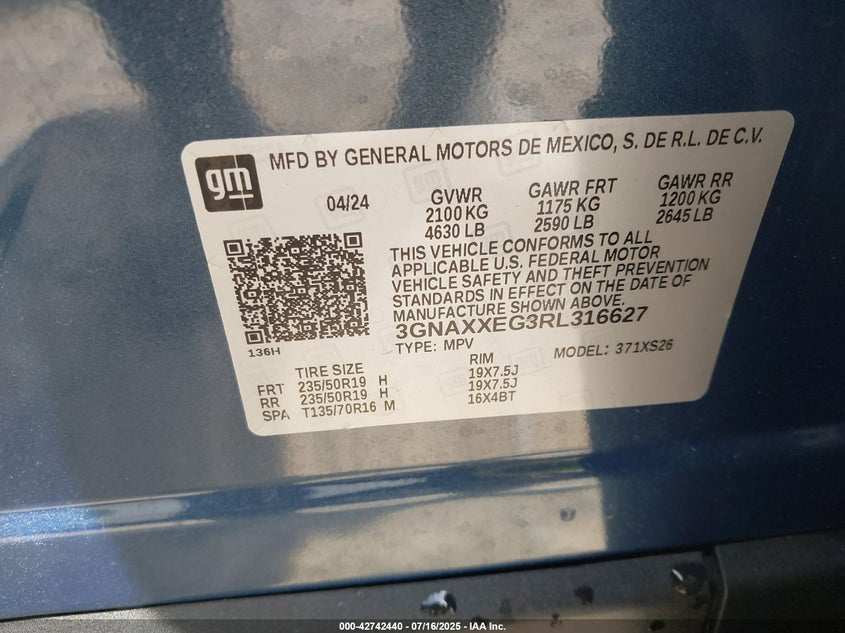 gm
MFD BY GENERAL MOTORS DE MEXICO, S. DE R.L. DE C.V.
04/24
GVWR
2100 KG
4630 LB
GAWR FRT
1175 KG
2590 LB
GAWR RR
1200 KG
2645 LB
THIS VEHICLE CONFORMS TO ALL
APPLICABLE U.S. FEDERAL MOTOR
VEHICLE SAFETY AND THEFT PREVENTION
STANDARDS IN EFFECT ON THE DATE OF
MANUFACTURE SHOWN ABOVE.
3GNAXXEG3RL316627
136H
TYPE: MPV
MODEL: 371XS26
TIRE SIZE
RIM
FRT 235/50R19 H 19X7.5J
RR 235/50R19 H 19X7.5J
SPA T135/70R16 M 16X4BT
000-42742440 - 07/16/2025 - IAA Inc.